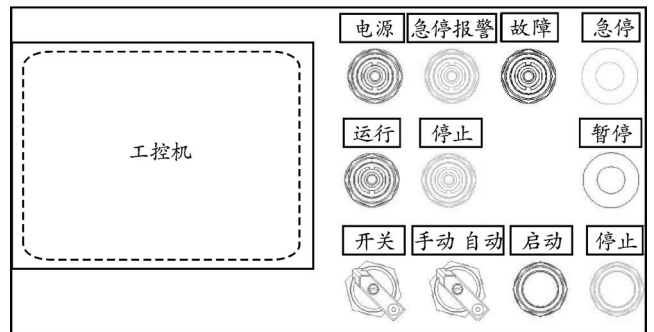 电源 急停报警 故障 急停
运行 停止 暂停
工控机
开关 手动 自动 启动 停止